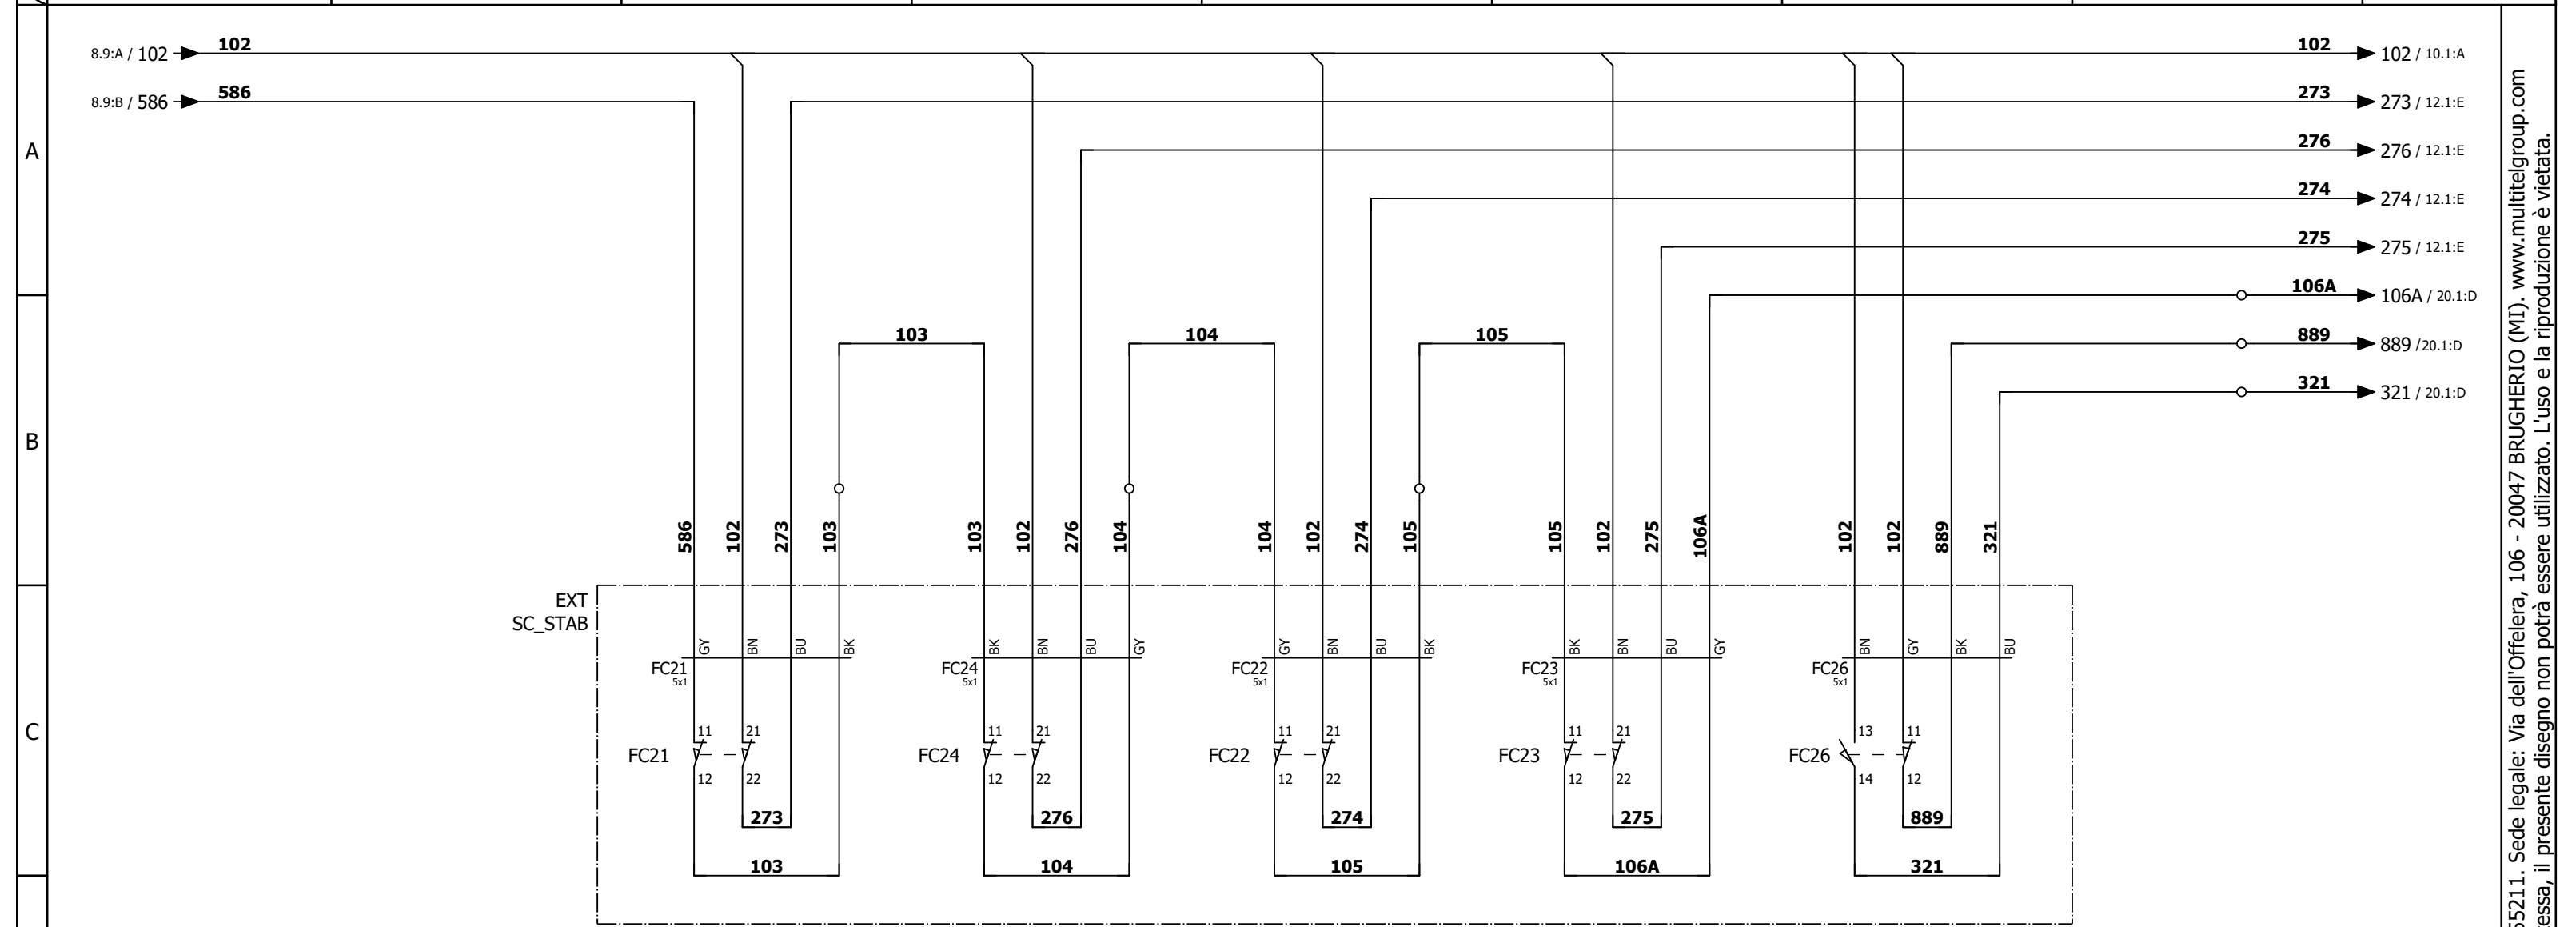 8.9:A / 102 102 102 102 / 10.1:A
8.9:B / 586 586 273 273 / 12.1:E
276 276 / 12.1:E
A
274 274 / 12.1:E
275 275 / 12.1:E
106A 106A / 20.1:D
103 104 105 889 889 /20.1:D
321 321 / 20.1:D
B
586 102 273 103 103 102 276 104 104 102 274 105 105 102 275 106A 102 102 889 321
EXT
SC_STAB
GY BN BU BK BK BN BU GY GY BN BU BK BK BN BU GY BN GY BK BU
FC21 FC24 FC22 FC23 FC26
5x1 5x1 5x1 5x1 5x1
C
11 21 11 21 11 21 11 21 13 11
FC21 FC24 FC22 FC23 FC26
12 22 12 22 12 22 12 22 14 12
273 276 274 275 889
103 104 105 106A 321
55211. Sede legale: Via dell'Offelera, 106 - 20047 BRUGHERIO (MI). www.multitelgroup.com
essa, il presente disegno non potrà essere utilizzato. L'uso e la riproduzione è vietata.